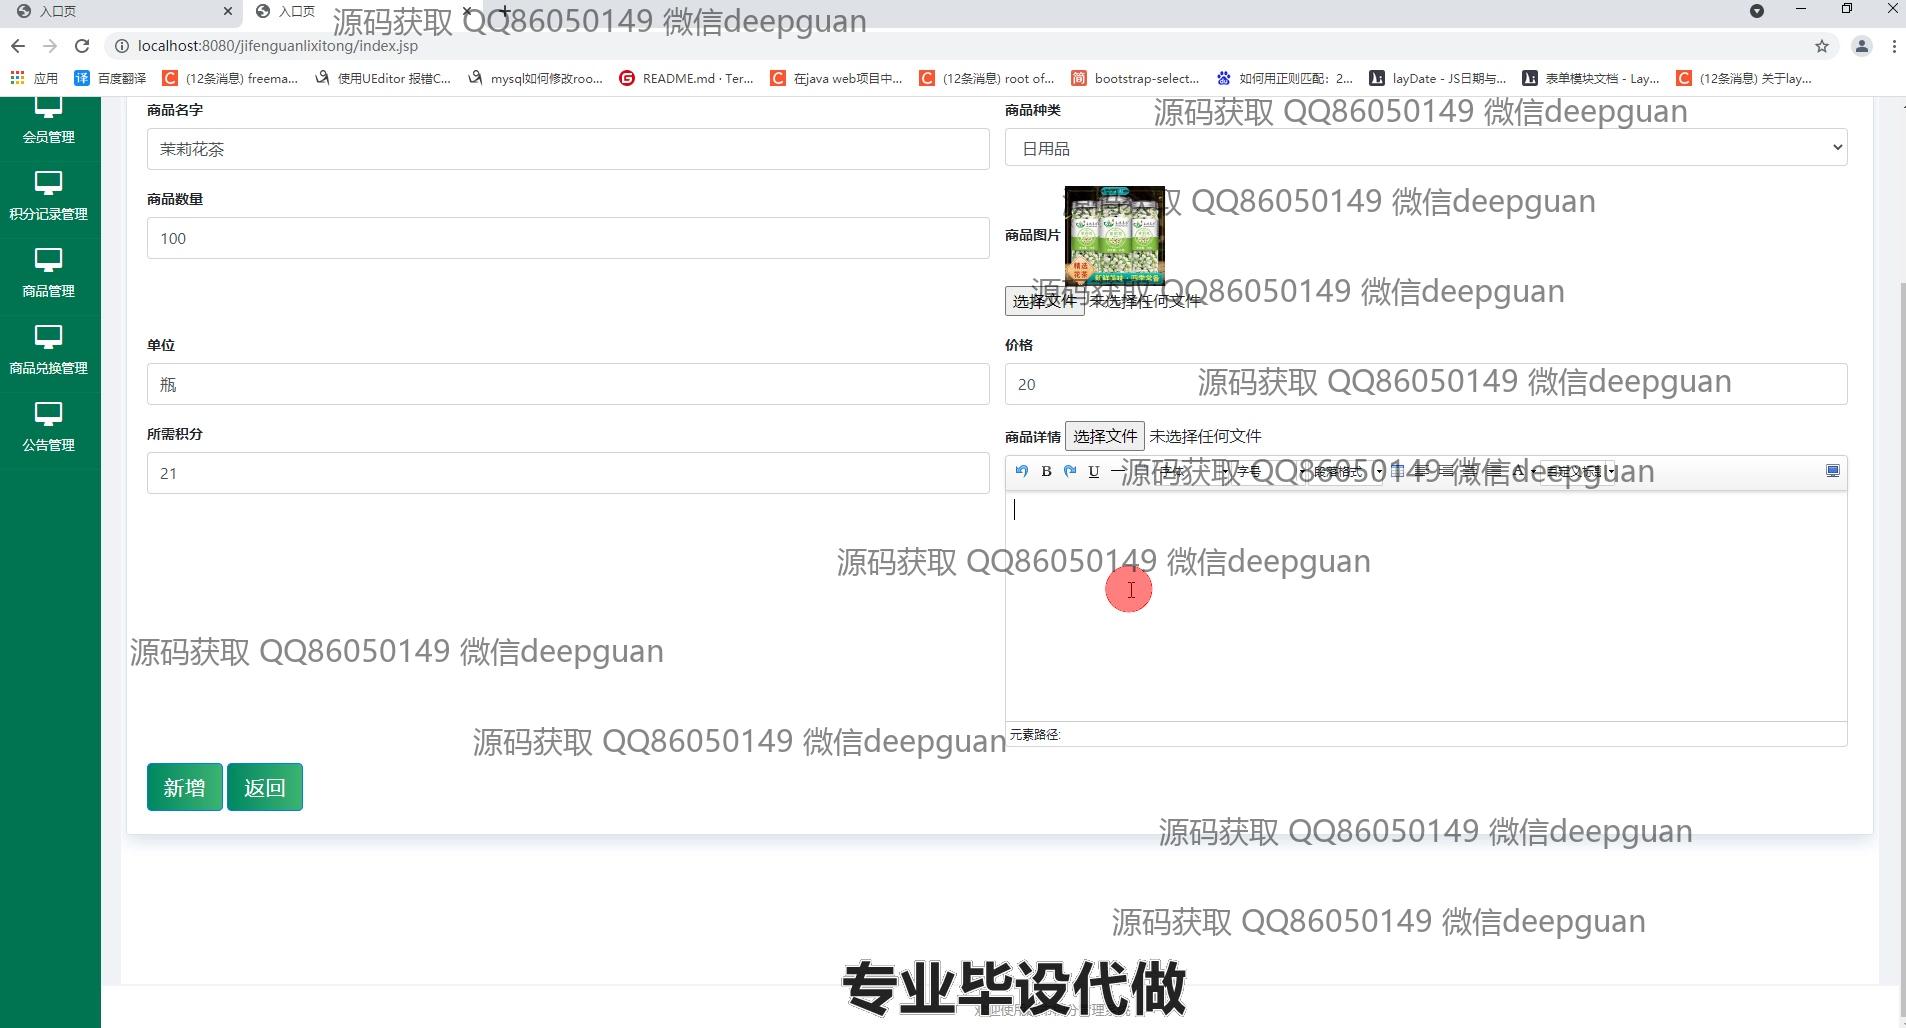 入口页
入口页
源码获取 QQ86050149 微信deepguan
localhost:8080/jifenguanlixitong/index.jsp
应用
译 百度翻译
(12条消息) freema...
使用UEditor 报错C...
mysql如何修改roo...
README.md · Ter...
在java web项目中...
(12条消息) root of...
简 bootstrap-select...
如何用正则匹配：2...
layDate - JS日期与...
表单模块文档 - Lay...
(12条消息) 关于lay...
会员管理
积分记录管理
商品管理
商品兑换管理
公告管理
商品名字
茉莉花茶
商品种类
源码获取 QQ86050149 微信deepguan
日用品
商品数量
100
商品图片
精选
花茶
QQ86050149 微信deepguan
源码获取 QQ86050149 微信deepguan
选择文件 未选择任何文件
单位
瓶
价格
20
源码获取 QQ86050149 微信deepguan
所需积分
21
商品详情 选择文件 未选择任何文件
B U 字体 字号 段落格式 自定义标题
源码获取 QQ86050149 微信deepguan
源码获取 QQ86050149 微信deepguan
源码获取 QQ86050149 微信deepguan
源码获取 QQ86050149 微信deepguan
元素路径:
新增
返回
源码获取 QQ86050149 微信deepguan
源码获取 QQ86050149 微信deepguan
专业毕设代做